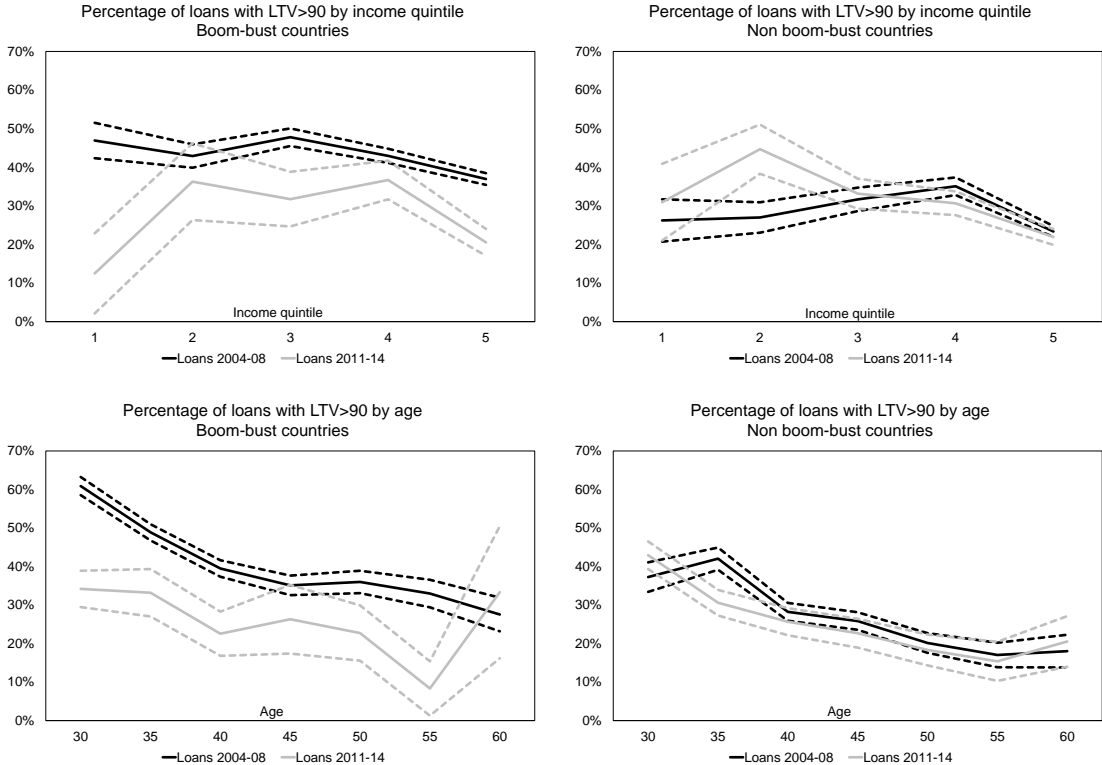 Percentage of loans with LTV>90 by income quintile
Boom-bust countries
70%
60%
50%
40%
30%
20%
10%
0%
Income quintile
1 2 3 4 5
Loans 2004-08 Loans 2011-14
Percentage of loans with LTV>90 by income quintile
Non boom-bust countries
70%
60%
50%
40%
30%
20%
10%
0%
Income quintile
1 2 3 4 5
Loans 2004-08 Loans 2011-14
Percentage of loans with LTV>90 by age
Boom-bust countries
70%
60%
50%
40%
30%
20%
10%
0%
Age
30 35 40 45 50 55 60
Loans 2004-08 Loans 2011-14
Percentage of loans with LTV>90 by age
Non boom-bust countries
70%
60%
50%
40%
30%
20%
10%
0%
Age
30 35 40 45 50 55 60
Loans 2004-08 Loans 2011-14